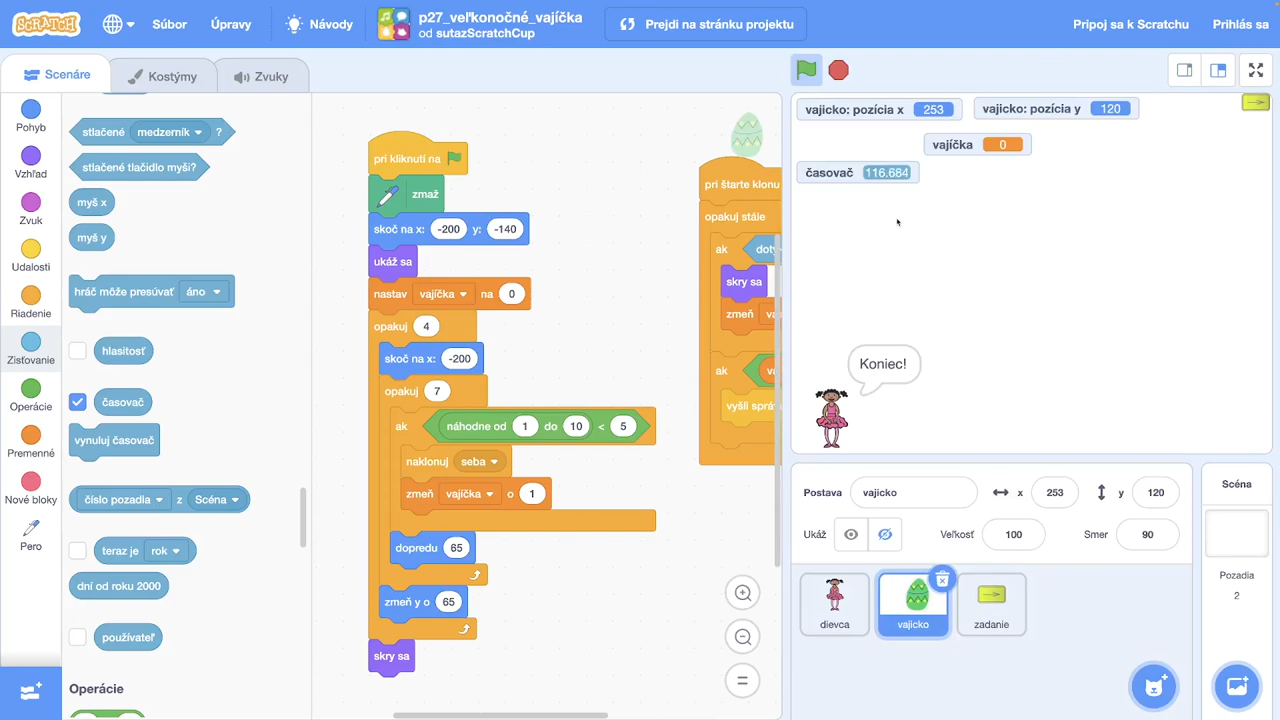 SCRATCH
Súbor
Úpravy
Návody
p27_veľkonočné_vajíčka
od sutazScratchCup
Prejdi na stránku projektu
Pripoj sa k Scratchu
Prihlás sa
Scenáre
Kostýmy
Zvuky
Pohyb
Vzhľad
Zvuk
Udalosti
Riadenie
Zisťovanie
Operácie
Premenné
Nové bloky
Pero
stlačené medzerník ?
stlačené tlačidlo myši?
myš x
myš y
hráč môže presúvať áno
hlasitosť
časovač
vynuluj časovač
číslo pozadia z Scéna
teraz je rok
dní od roku 2000
používateľ
Operácie
pri kliknutí na
zmaž
skoč na x: -200 y: -140
ukáž sa
nastav vajíčka na 0
opakuj 4
skoč na x: -200
opakuj 7
ak náhodne od 1 do 10 < 5
naklonuj seba
zmeň vajíčka o 1
dopredu 65
zmeň y o 65
skry sa
pri štarte klonu
opakuj stále
ak
skry sa
zmeň
ak
vyšli sprá
vajicko: pozícia x 253
vajicko: pozícia y 120
vajíčka 0
časovač 116.684
Koniec!
Postava vajicko x 253 y 120
Ukáž Veľkosť 100 Smer 90
dievca
vajicko
zadanie
Scéna
Pozadia
2